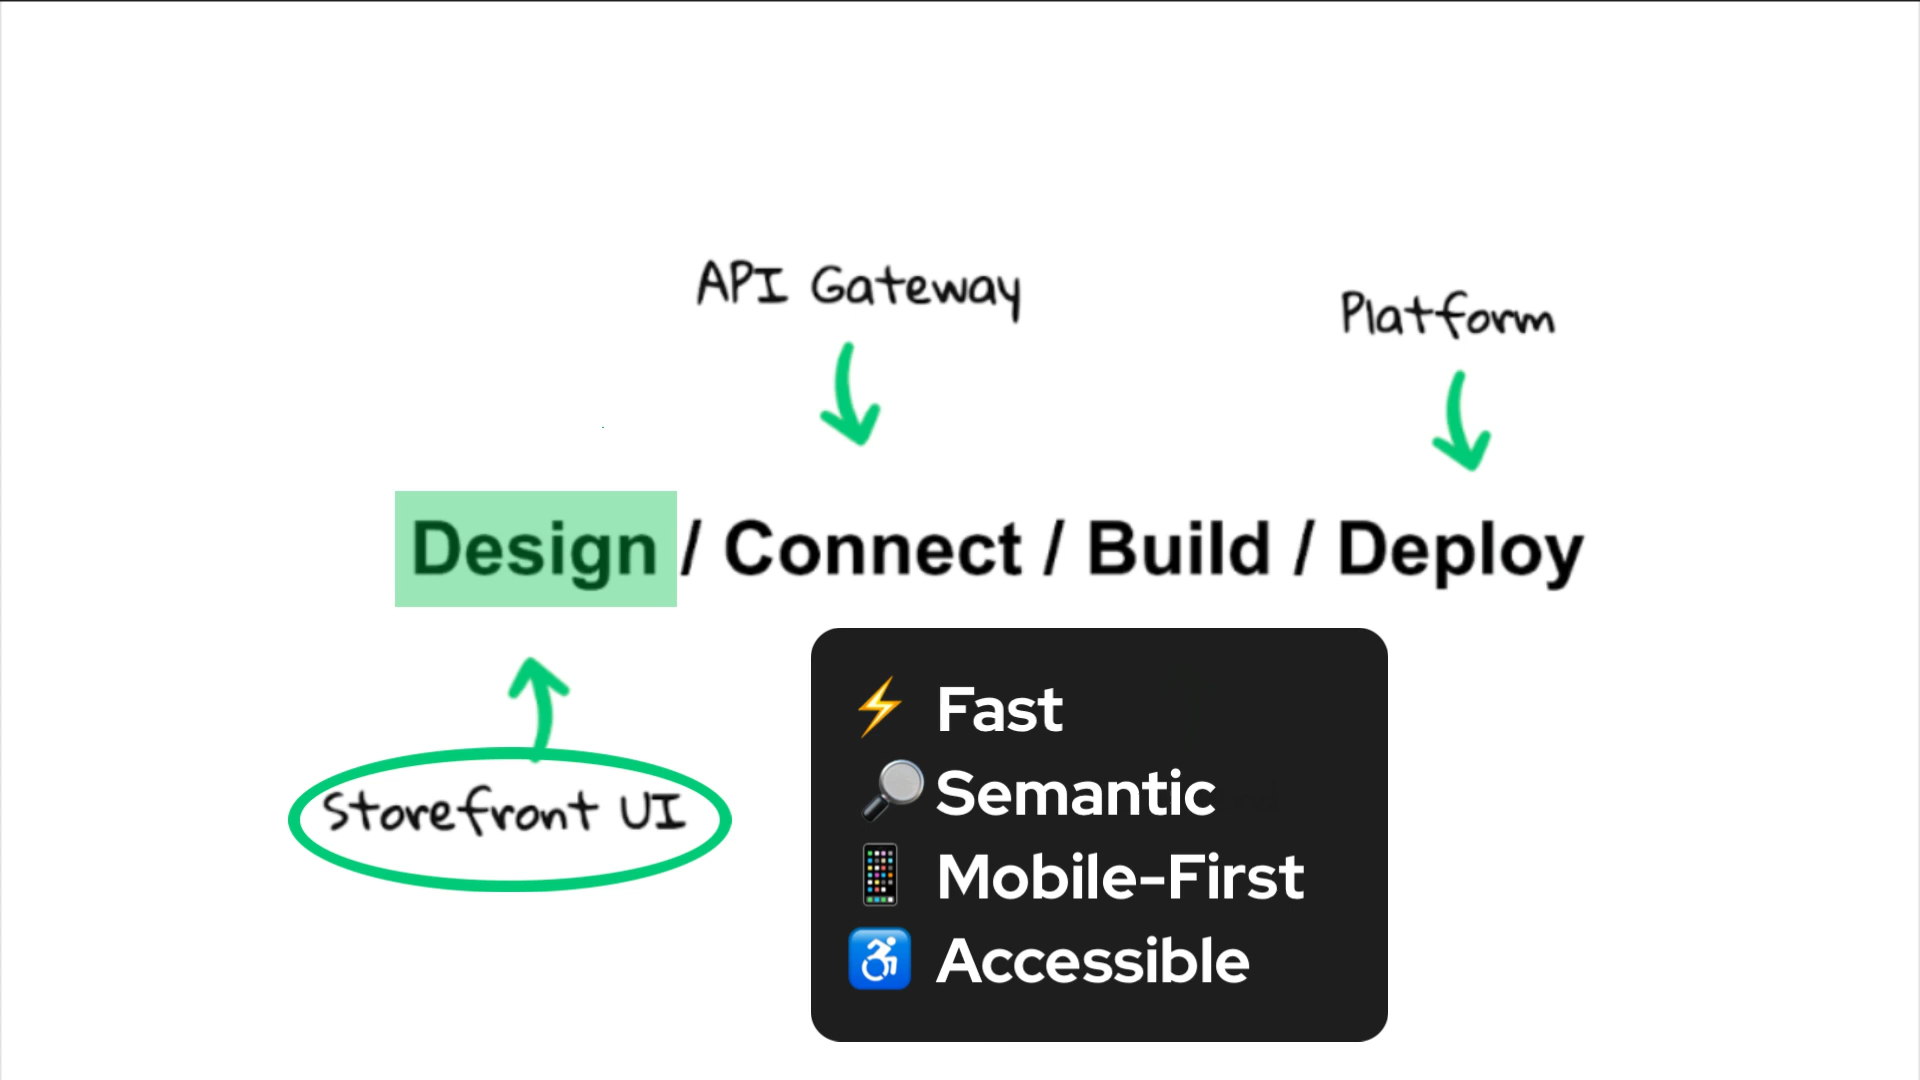 API Gateway
Platform
Design / Connect / Build / Deploy
Storefront UI
Fast
Semantic
Mobile-First
Accessible